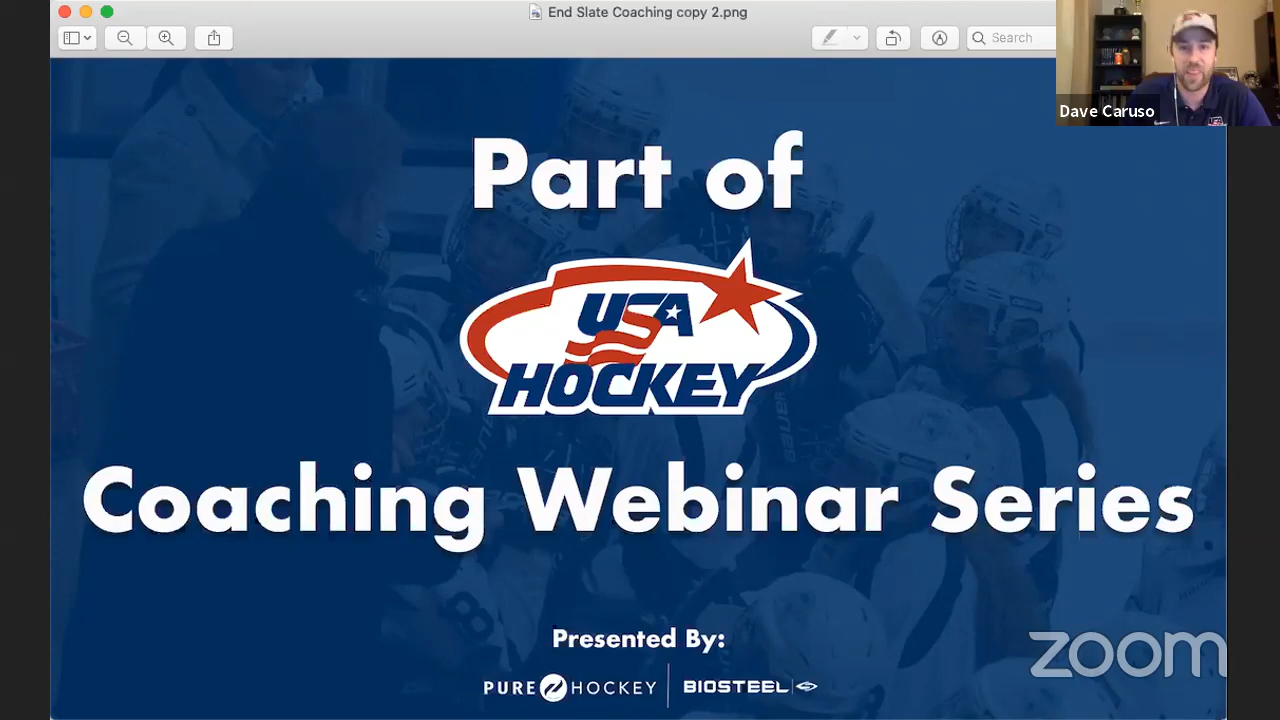 End Slate Coaching copy 2.png
Search
Dave Caruso
Part of
USA
HOCKEY
Coaching Webinar Series
Presented By:
PURE HOCKEY
BIOSTEEL
zoom